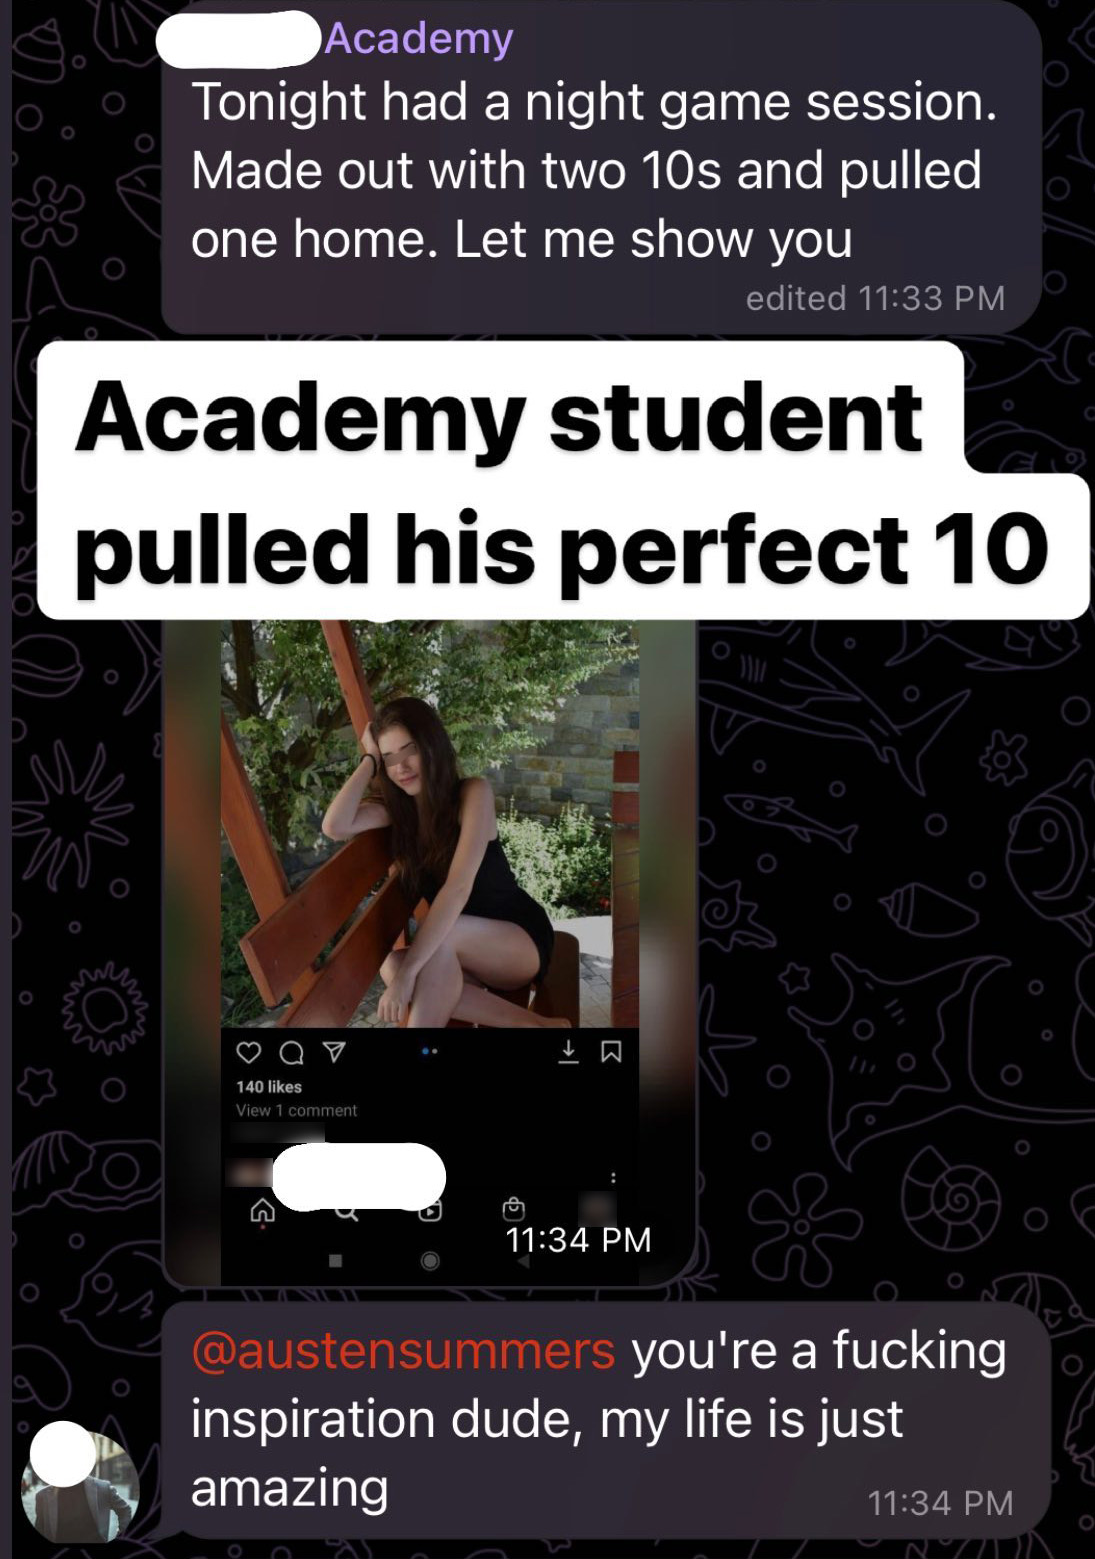 Academy
Tonight had a night game session.
Made out with two 10s and pulled
one home. Let me show you
edited 11:33 PM
Academy student
pulled his perfect 10
140 likes
View 1 comment
11:34 PM
@austensummers you're a fucking
inspiration dude, my life is just
amazing
11:34 PM